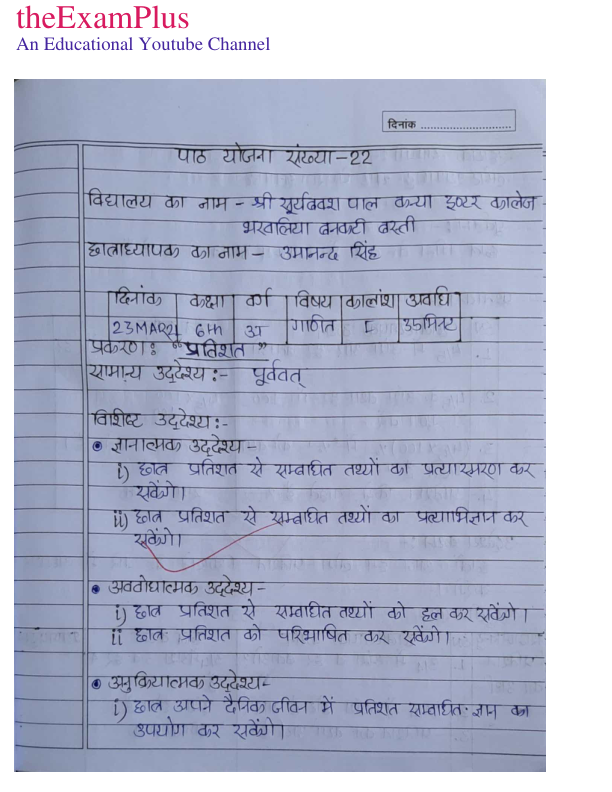 theExamPlus
An Educational Youtube Channel
दिनांक ..............................
पाठ योजना संख्या-22
विद्यालय का नाम - श्री सूर्यबक्श पाल कन्या इण्टर कालेज
भरवलिया बनकटी बस्ती
छात्राध्यापक का नाम - उमानन्द सिंह
दिनांक कक्षा वर्ग विषय कालांश अवधि
23MAR21 6th अ गणित I 35मिनट
प्रकरण: "प्रतिशत"
सामान्य उद्देश्य:- पूर्ववत्
विशिष्ट उद्देश्य:-
• ज्ञानात्मक उद्देश्य -
i) छात्र प्रतिशत से सम्बंधित तथ्यों का प्रत्यास्मरण कर
सकेंगे।
ii) छात्र प्रतिशत से सम्बंधित तथ्यों का प्रत्याभिज्ञान कर
सकेंगे।
• अवबोधात्मक उद्देश्य -
i) छात्र प्रतिशत से सम्बंधित तथ्यों को हल कर सकेंगे।
ii छात्र प्रतिशत को परिभाषित कर सकेंगे।
• अनुक्रियात्मक उद्देश्य-
i) छात्र अपने दैनिक जीवन में प्रतिशत सम्बंधित ज्ञान का
उपयोग कर सकेंगे।